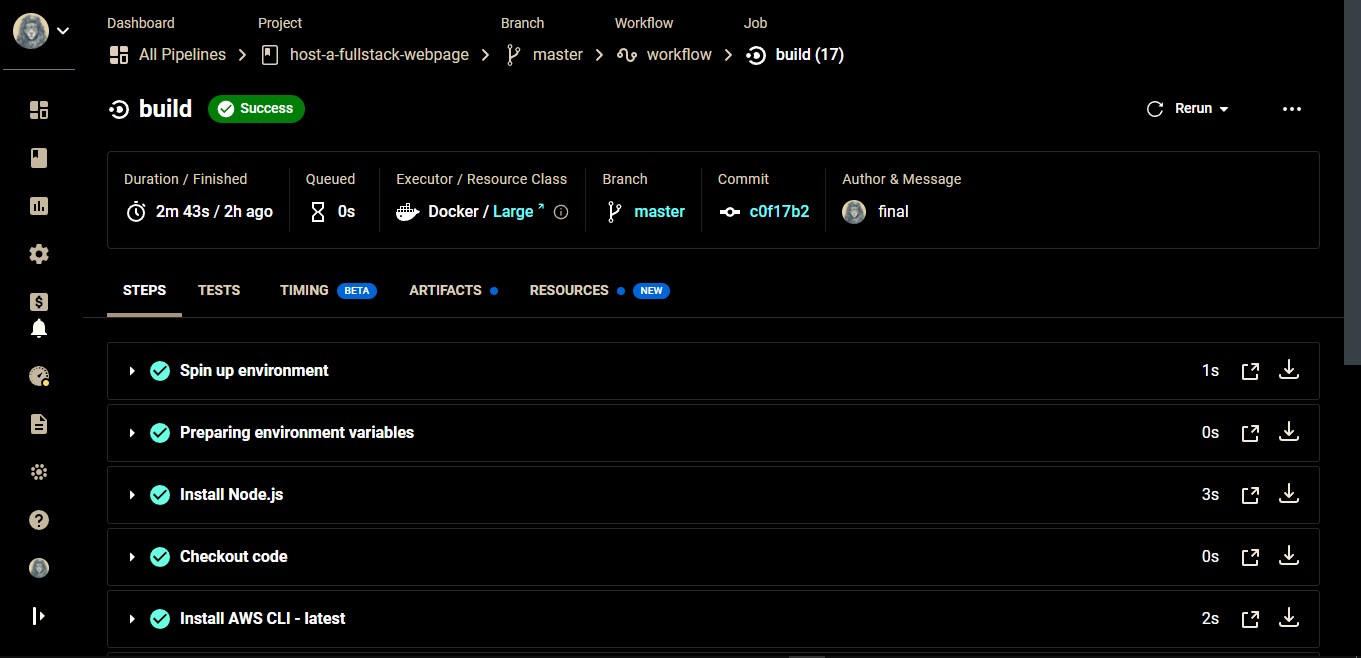 Dashboard Project Branch Workflow Job
All Pipelines host-a-fullstack-webpage master workflow build (17)
build Success Rerun
Duration / Finished Queued Executor / Resource Class Branch Commit Author & Message
2m 43s / 2h ago 0s Docker / Large master c0f17b2 final
STEPS TESTS TIMING BETA ARTIFACTS RESOURCES NEW
Spin up environment 1s
Preparing environment variables 0s
Install Node.js 3s
Checkout code 0s
Install AWS CLI - latest 2s